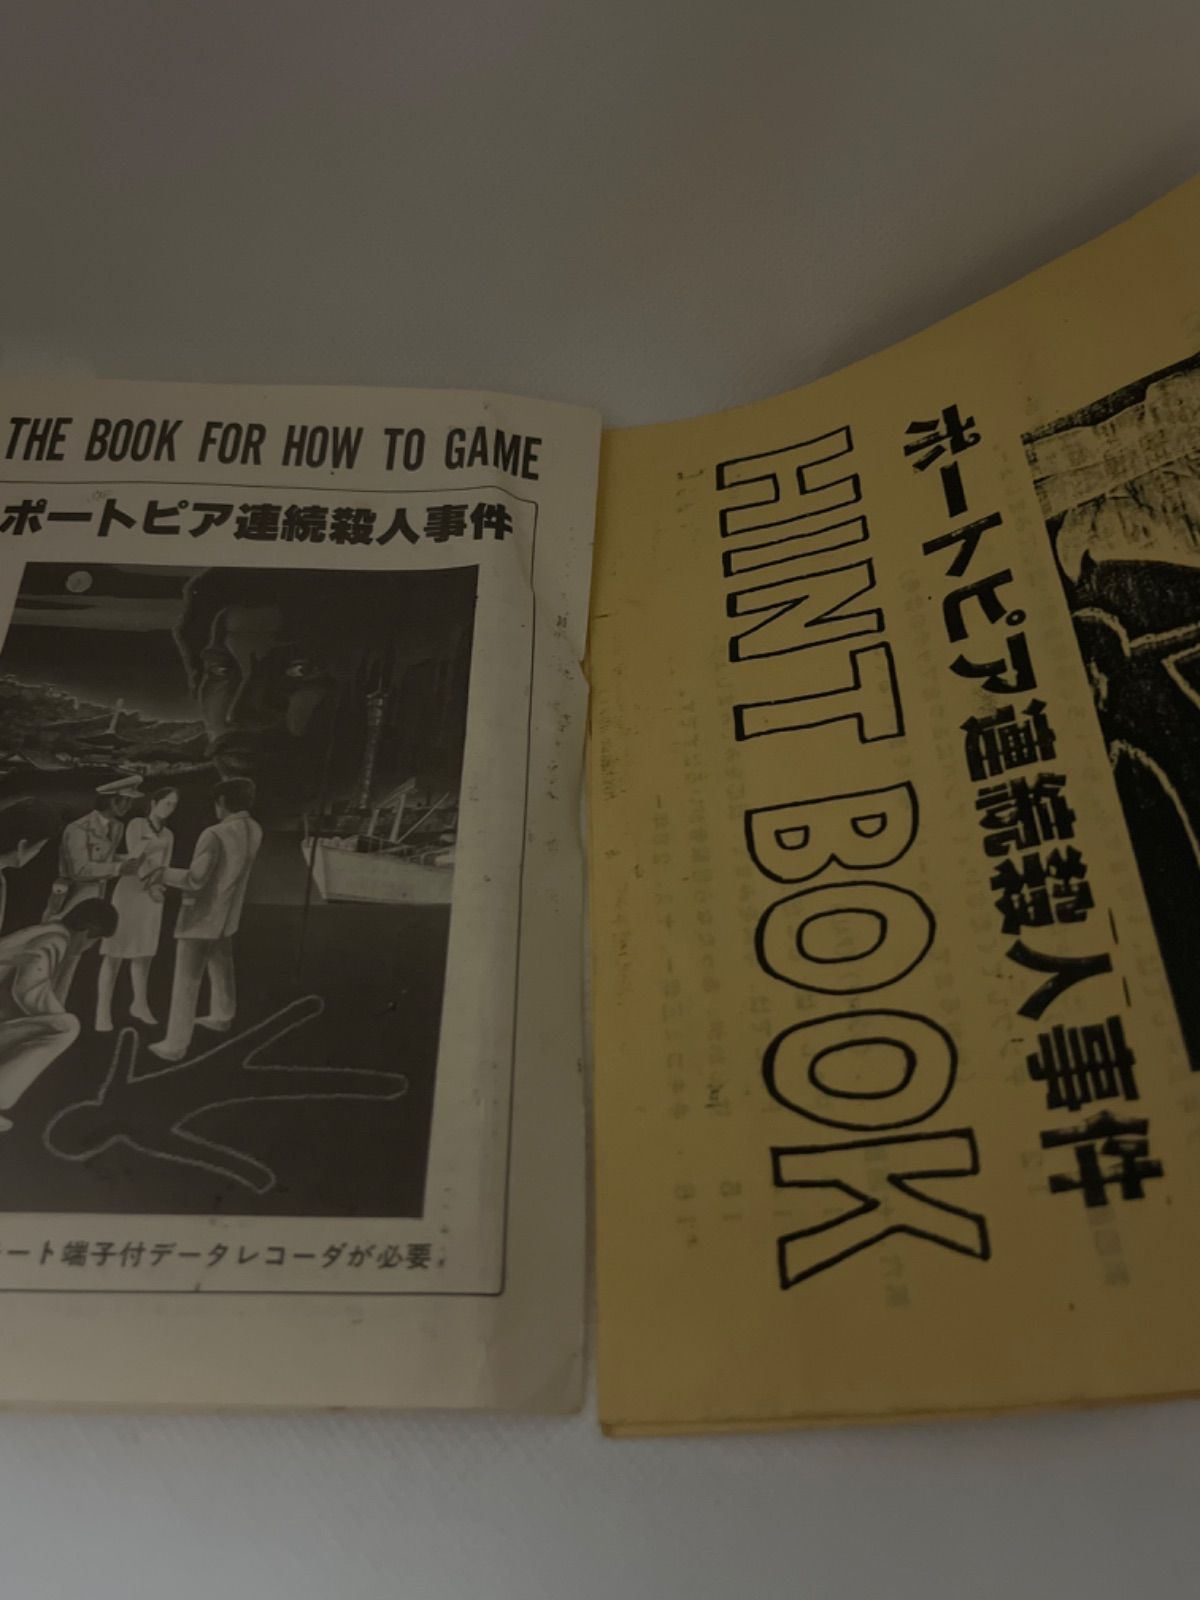 THE BOOK FOR HOW TO GAME
ポートピア連続殺人事件
ート端子付データレコーダが必要
ポートピア連続殺人事件
HINT BOOK